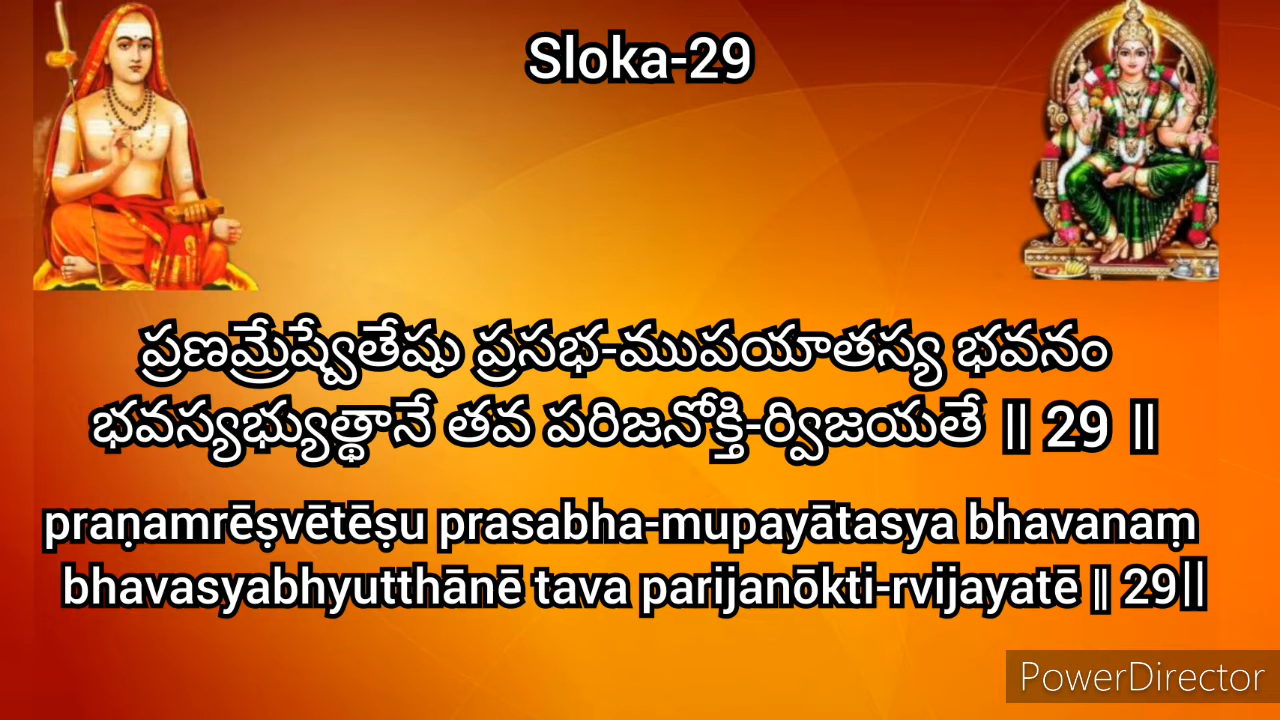 Sloka-29
ప్రణమ్రేష్వేతేషు ప్రసభ-ముపయాతస్య భవనం
భవస్యభ్యుత్థానే తవ పరిజనోక్తి-ర్విజయతే ‖ 29 ‖
praṇamrēṣvētēṣu prasabha-mupayātasya bhavanaṃ
bhavasyabhyutthānē tava parijanōkti-rvijayatē ‖ 29||
PowerDirector